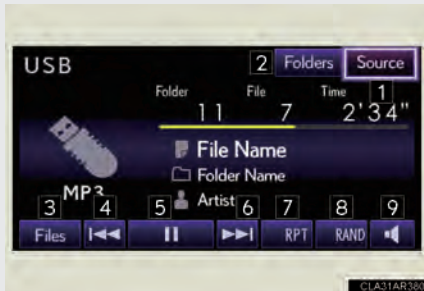 USB 2 Folders Source
Folder File Time 1
11 7 2'34"
File Name
Folder Name
MP3 Artist
3 4 5 6 7 8 9
Files RPT RAND
CLA31AR380